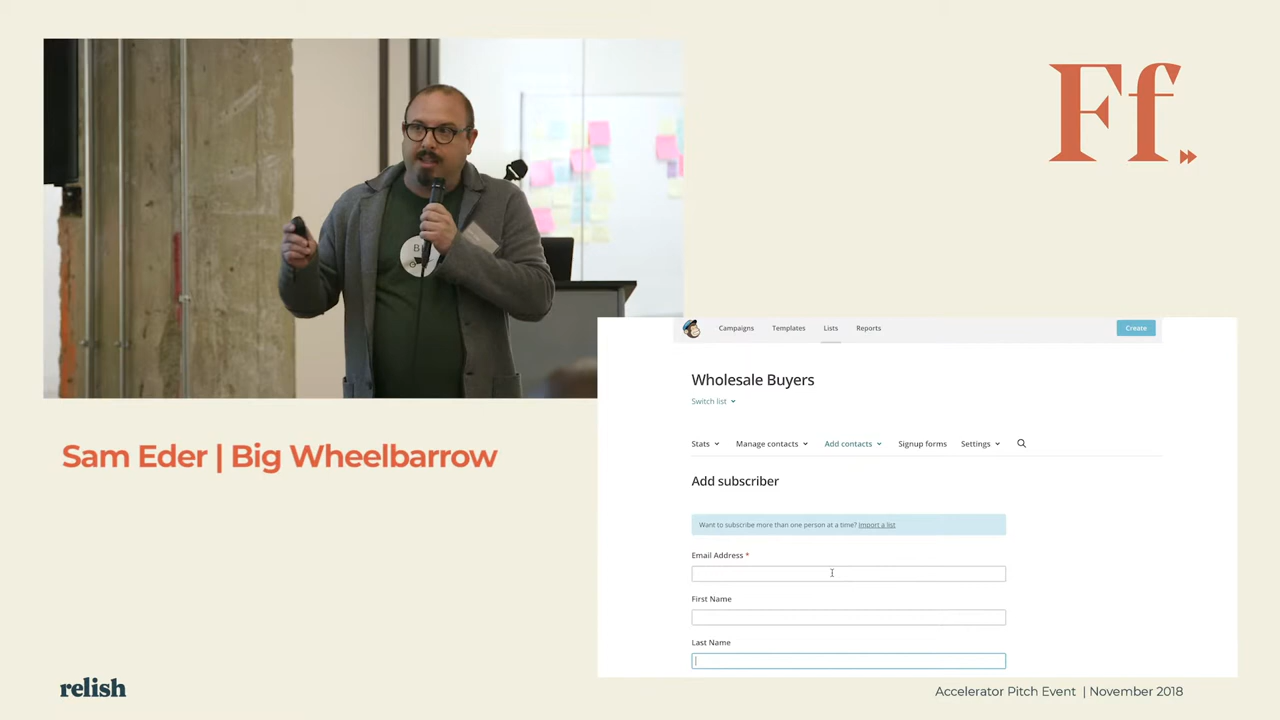 Ff
Campaigns Templates Lists Reports Create
Wholesale Buyers
Switch list
Stats Manage contacts Add contacts Signup forms Settings
Add subscriber
Want to subscribe more than one person at a time? Import a list
Email Address *
First Name
Last Name
Sam Eder | Big Wheelbarrow
relish
Accelerator Pitch Event | November 2018